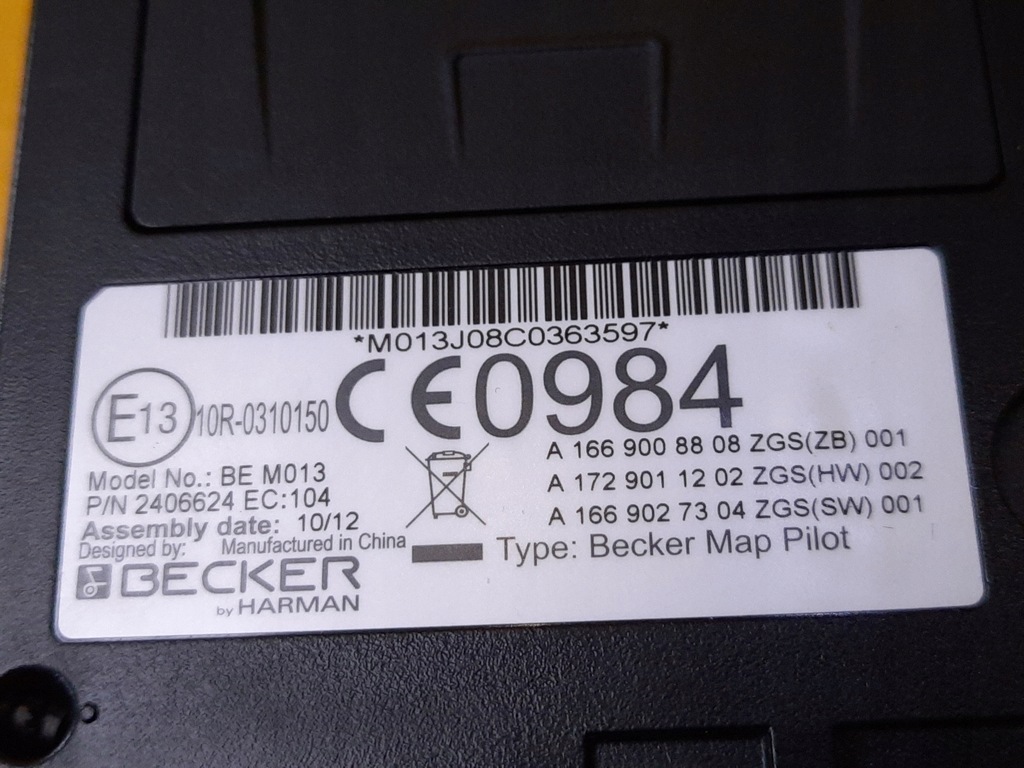 *M013J08C0363597*
E13 10R-0310150 CE0984
A 166 900 88 08 ZGS(ZB) 001
A 172 901 12 02 ZGS(HW) 002
A 166 902 73 04 ZGS(SW) 001
Model No.: BE M013
P/N 2406624 EC:104
Assembly date: 10/12
Designed by: Manufactured in China
Type: Becker Map Pilot
BECKER
by HARMAN